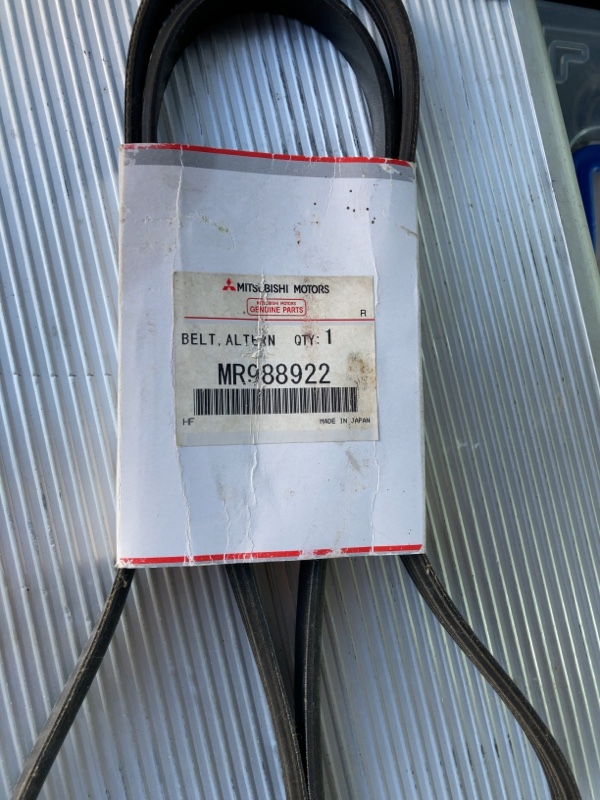 MITSUBISHI MOTORS
MITSUBISHI MOTORS
GENUINE PARTS
R
BELT, ALTERN QTY: 1
MR988922
HF
MADE IN JAPAN